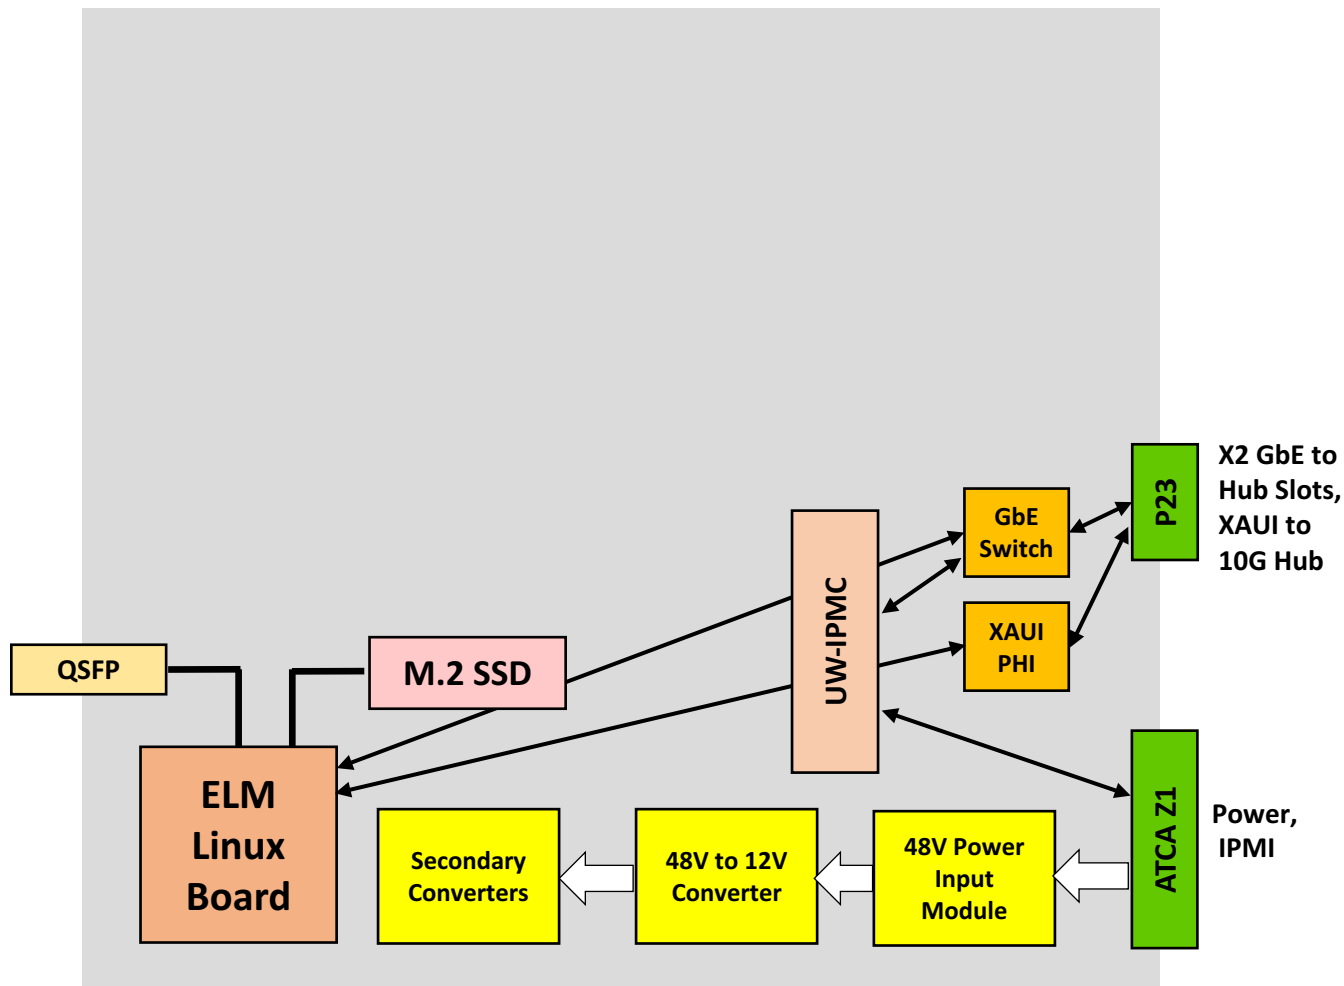 X2 GbE to
Hub Slots,
XAUI to
10G Hub
P23
GbE
Switch
UW-IPMC
XAUI
PHI
QSFP
M.2 SSD
ELM
Linux
Board
Secondary
Converters
48V to 12V
Converter
48V Power
Input
Module
ATCA Z1
Power,
IPMI